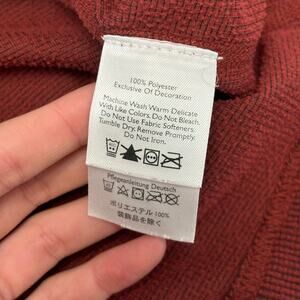 100% Polyester
Exclusive Of Decoration
Machine Wash Warm Delicate
With Like Colors. Do Not Bleach.
Do Not Use Fabric Softeners.
Tumble Dry, Remove Promptly.
Do Not Iron.
Pflegeanleitung Deutsch
ポリエステル 100%
装飾品を除く